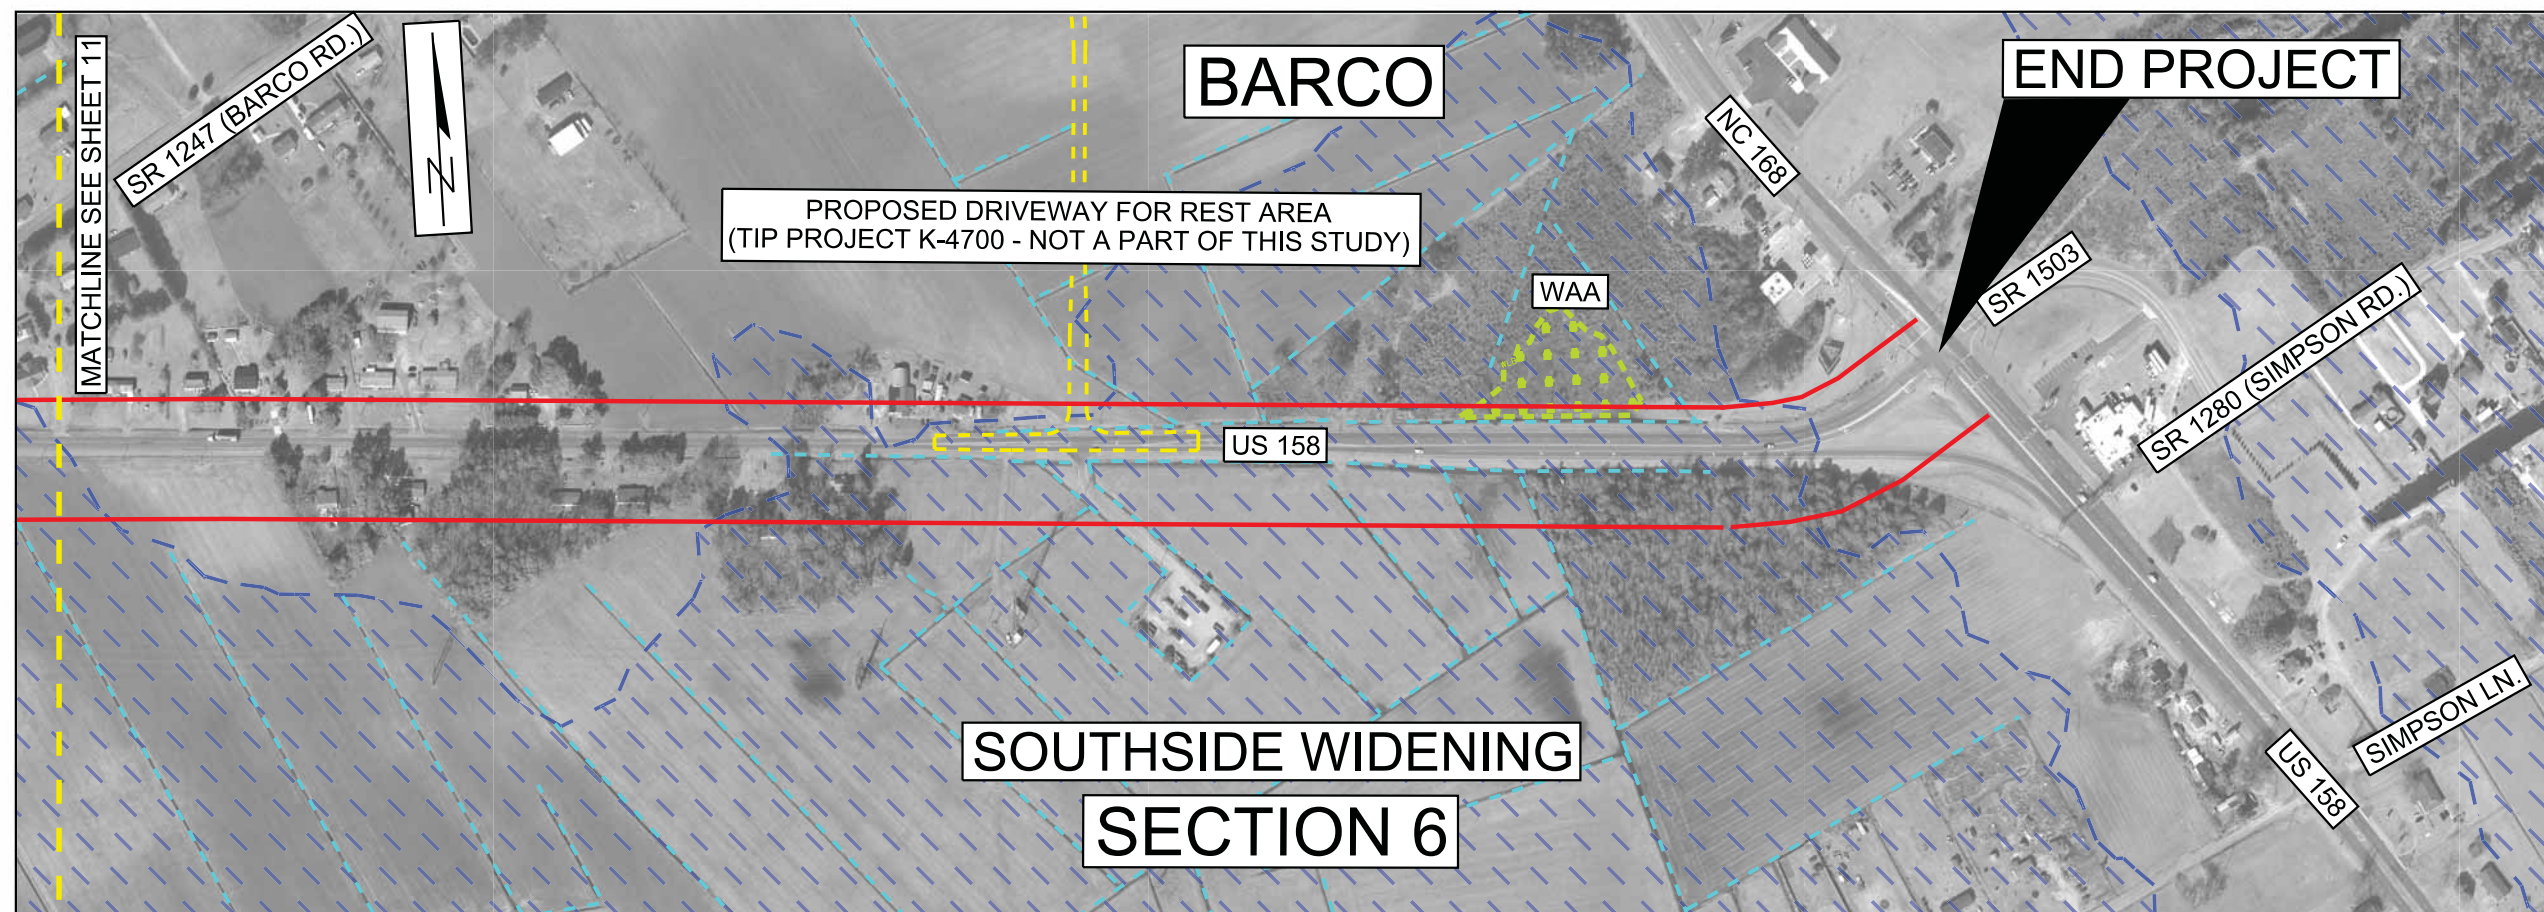 MATCHLINE SEE SHEET 11
SR 1247 (BARCO RD.)
N
BARCO
END PROJECT
NC 168
PROPOSED DRIVEWAY FOR REST AREA
(TIP PROJECT K-4700 - NOT A PART OF THIS STUDY)
WAA
SR 1503
SR 1280 (SIMPSON RD.)
US 158
SOUTHSIDE WIDENING
SECTION 6
SIMPSON LN.
US 158